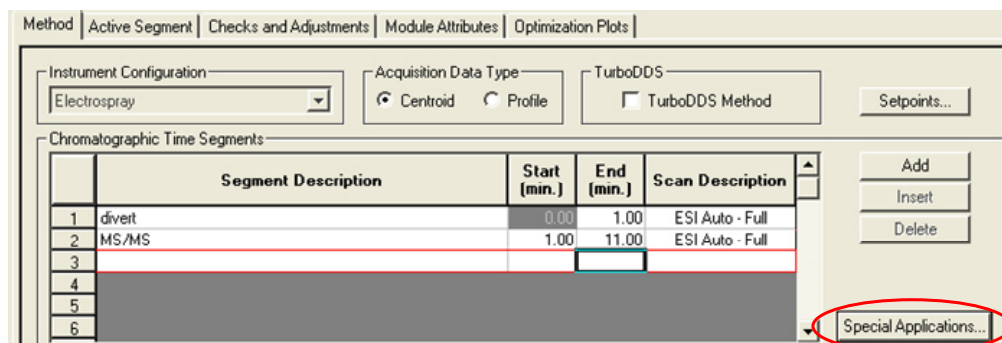 Method Active Segment Checks and Adjustments Module Attributes Optimization Plots
Instrument Configuration Acquisition Data Type TurboDDS
Electrospray Centroid Profile TurboDDS Method Setpoints...
Chromatographic Time Segments
Segment Description Start (min.) End (min.) Scan Description Add
Insert
Delete
1 divert 0.00 1.00 ESI Auto - Full
2 MS/MS 1.00 11.00 ESI Auto - Full
3
4
5
6 Special Applications...